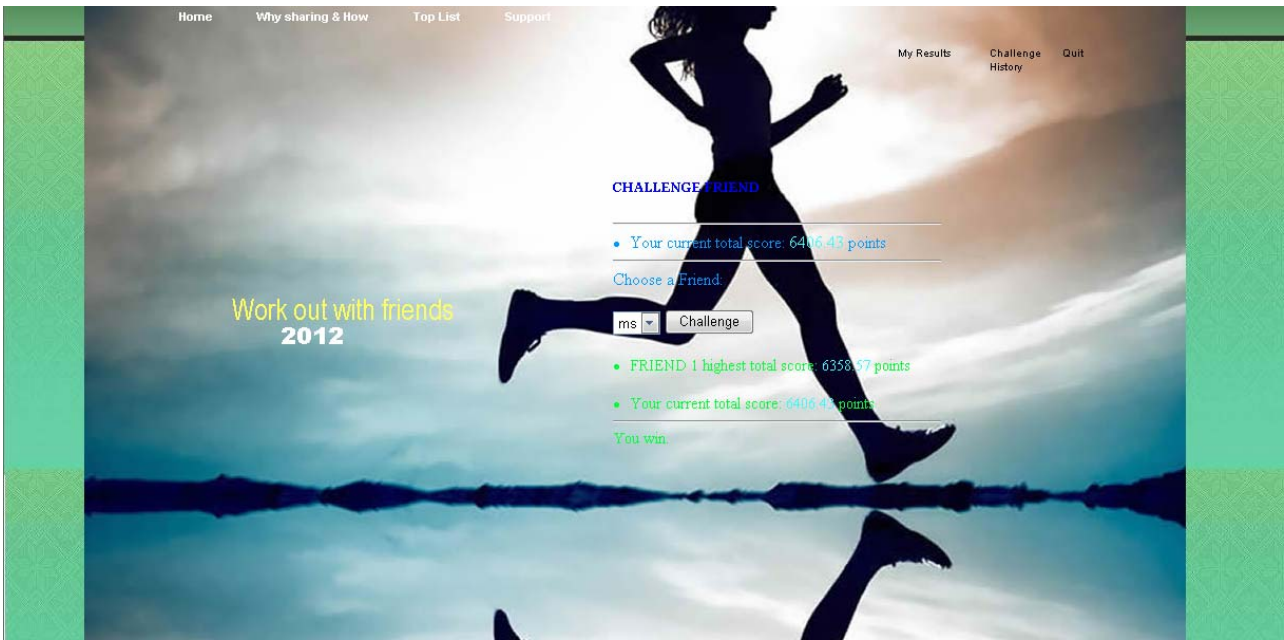 Home Why sharing & How Top List Support
My Results Challenge History Quit
CHALLENGE FRIEND
• Your current total score: 6406.43 points
Choose a Friend:
Work out with friends
2012
ms Challenge
• FRIEND 1 highest total score: 6358.57 points
• Your current total score: 6406.43 points
You win.